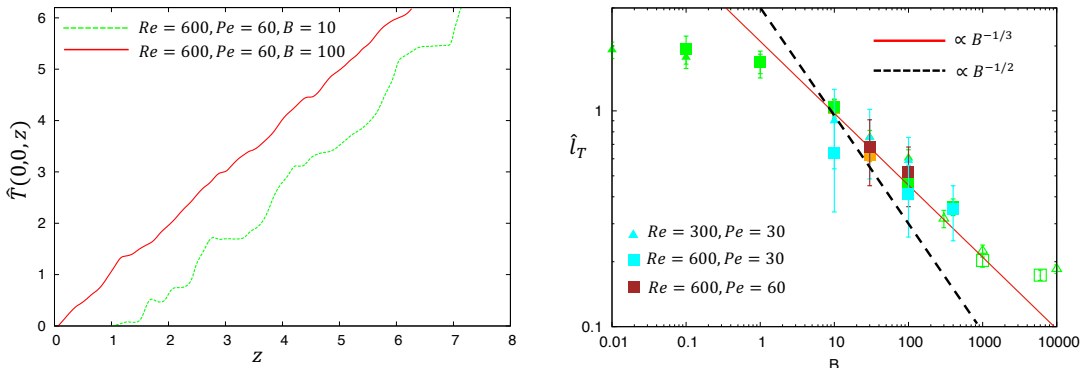 Re = 600, Pe = 60, B = 10
Re = 600, Pe = 60, B = 100
6
5
4
3
2
1
0
T̂(0,0,z)
0 1 2 3 4 5 6 7 8
z
∝ B^{-1/3}
∝ B^{-1/2}
1
l̂_T
Re = 300, Pe = 30
Re = 600, Pe = 30
Re = 600, Pe = 60
0.1
0.01 0.1 1 10 100 1000 10000
B